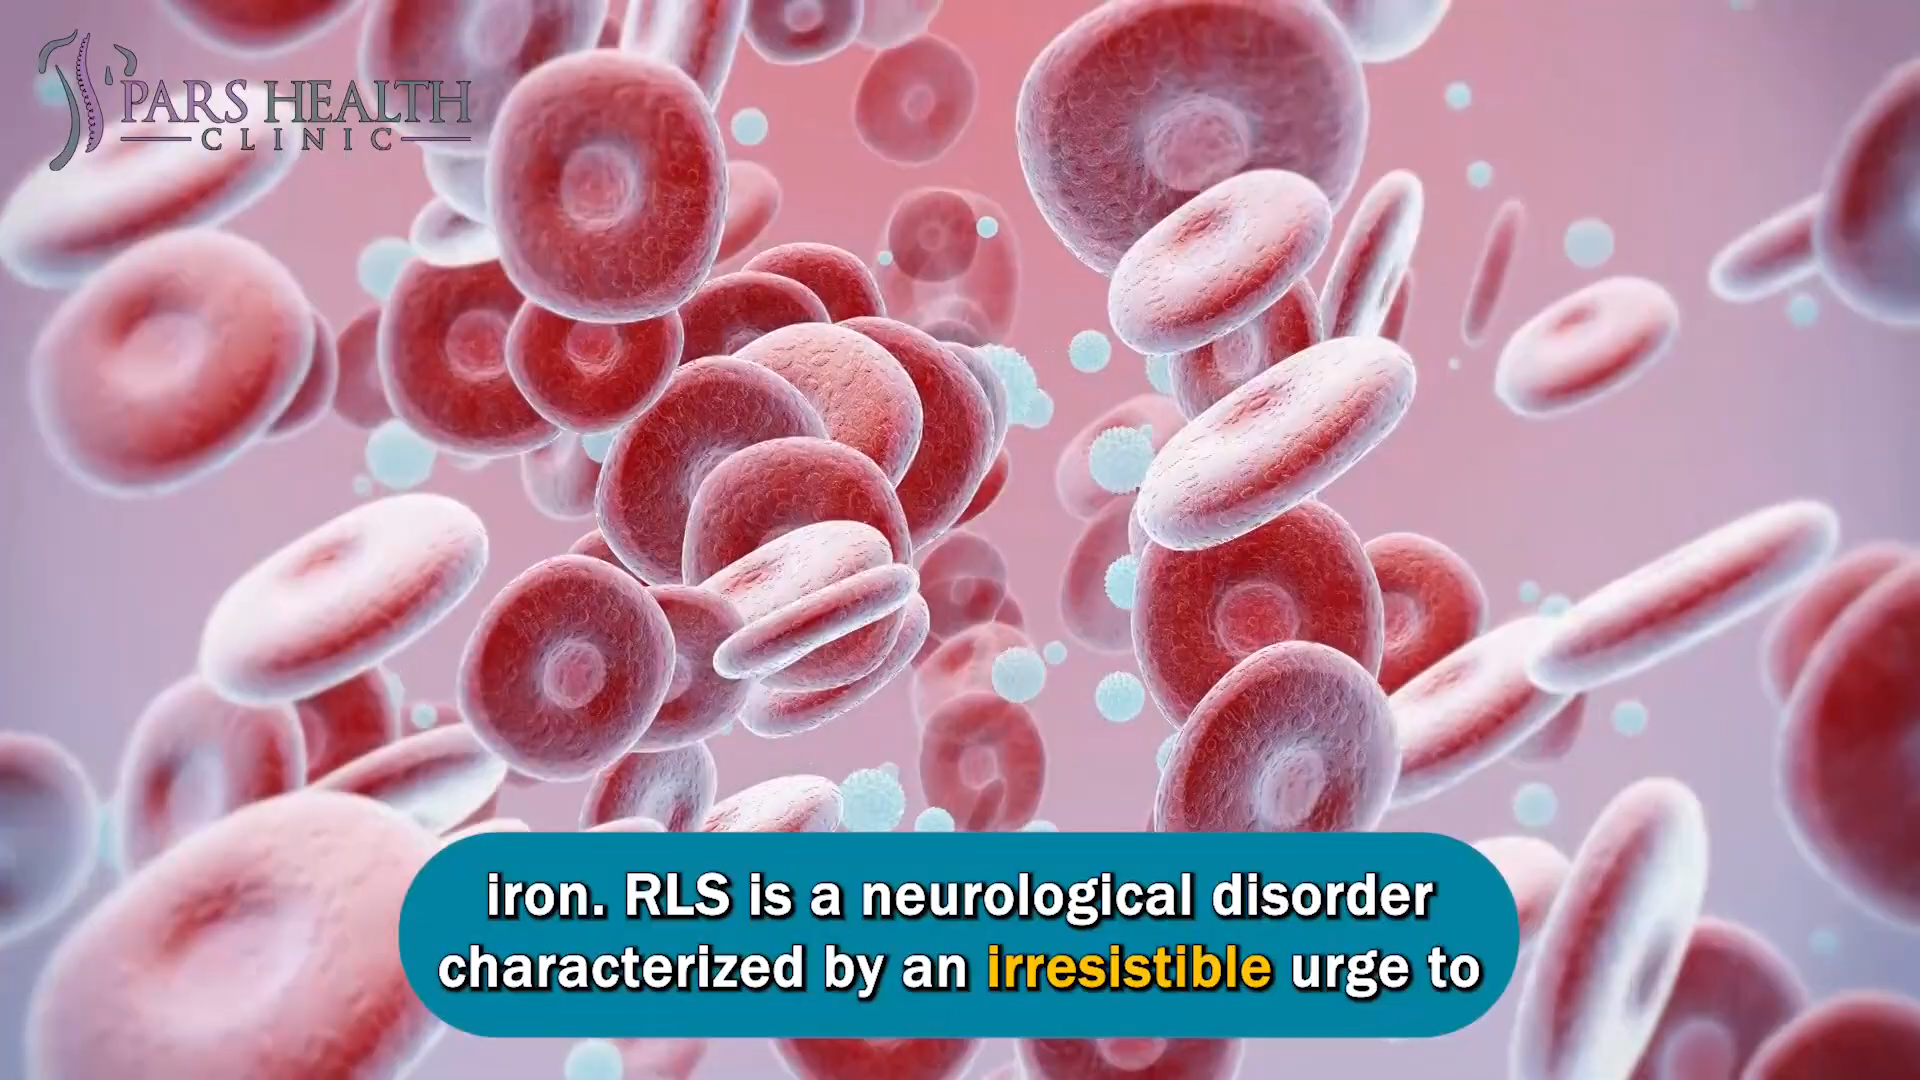 PARS HEALTH
CLINIC
iron. RLS is a neurological disorder
characterized by an irresistible urge to